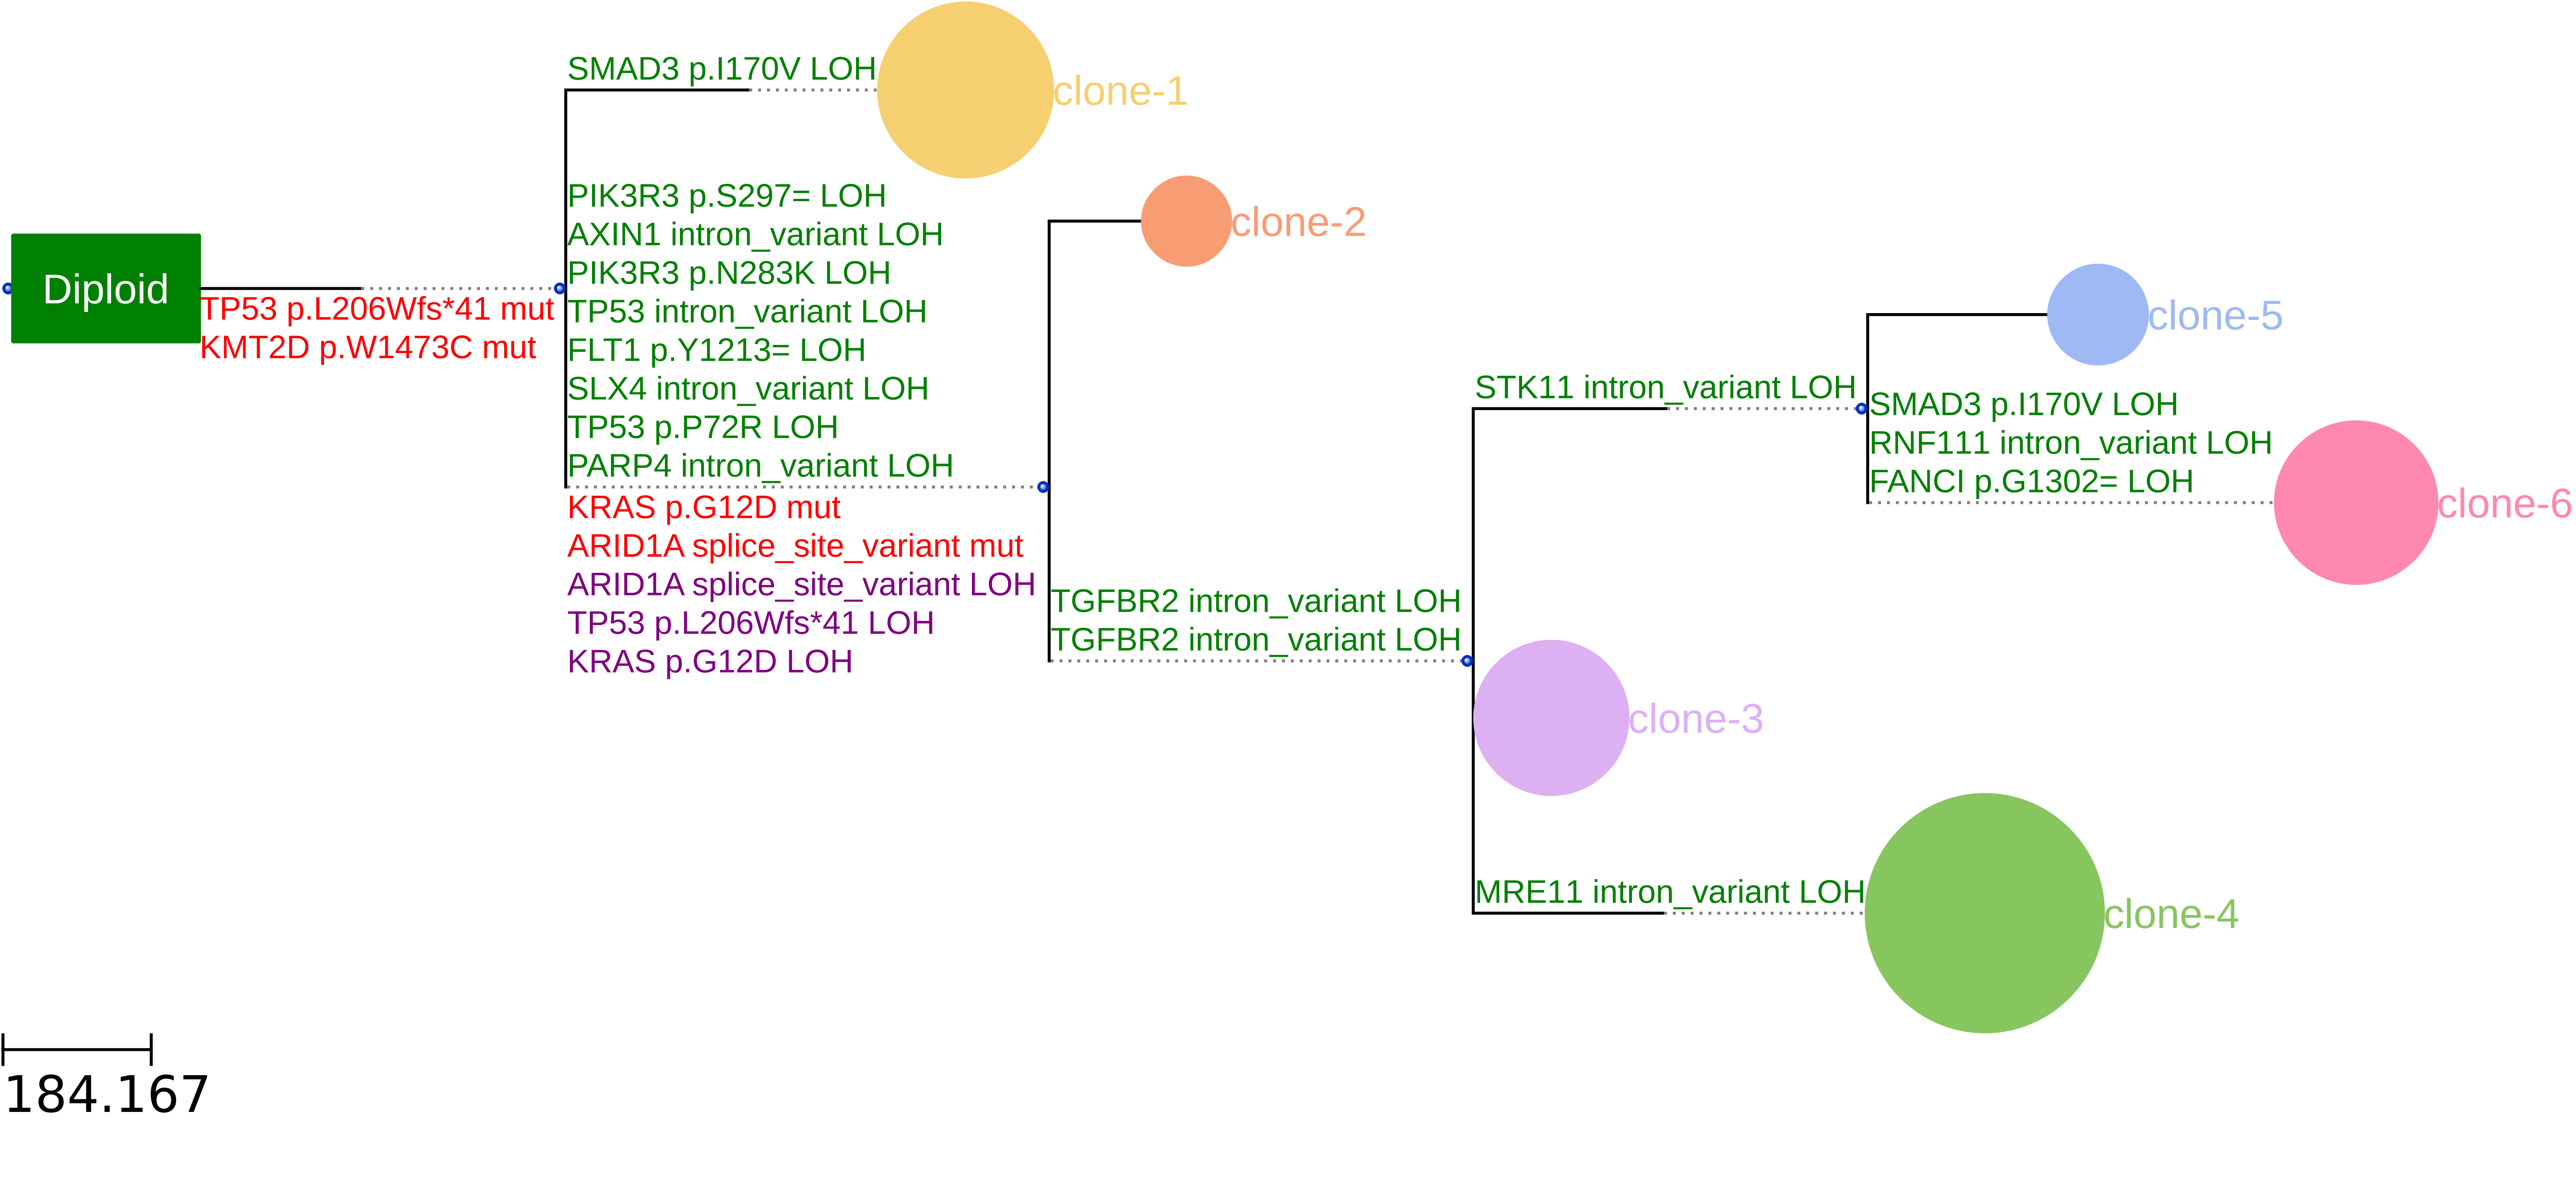 SMAD3 p.I170V LOH
clone-1
PIK3R3 p.S297= LOH
AXIN1 intron_variant LOH
PIK3R3 p.N283K LOH
TP53 intron_variant LOH
FLT1 p.Y1213= LOH
SLX4 intron_variant LOH
TP53 p.P72R LOH
PARP4 intron_variant LOH
clone-2
Diploid
TP53 p.L206Wfs*41 mut
KMT2D p.W1473C mut
KRAS p.G12D mut
ARID1A splice_site_variant mut
ARID1A splice_site_variant LOH
TP53 p.L206Wfs*41 LOH
KRAS p.G12D LOH
clone-5
STK11 intron_variant LOH
SMAD3 p.I170V LOH
RNF111 intron_variant LOH
FANCI p.G1302= LOH
clone-6
TGFBR2 intron_variant LOH
TGFBR2 intron_variant LOH
clone-3
MRE11 intron_variant LOH
clone-4
184.167